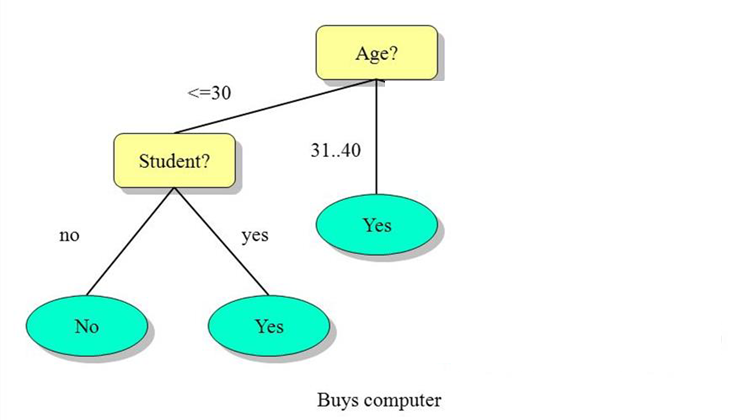 Age?
<=30
Student?
31..40
Yes
no
yes
No
Yes
Buys computer